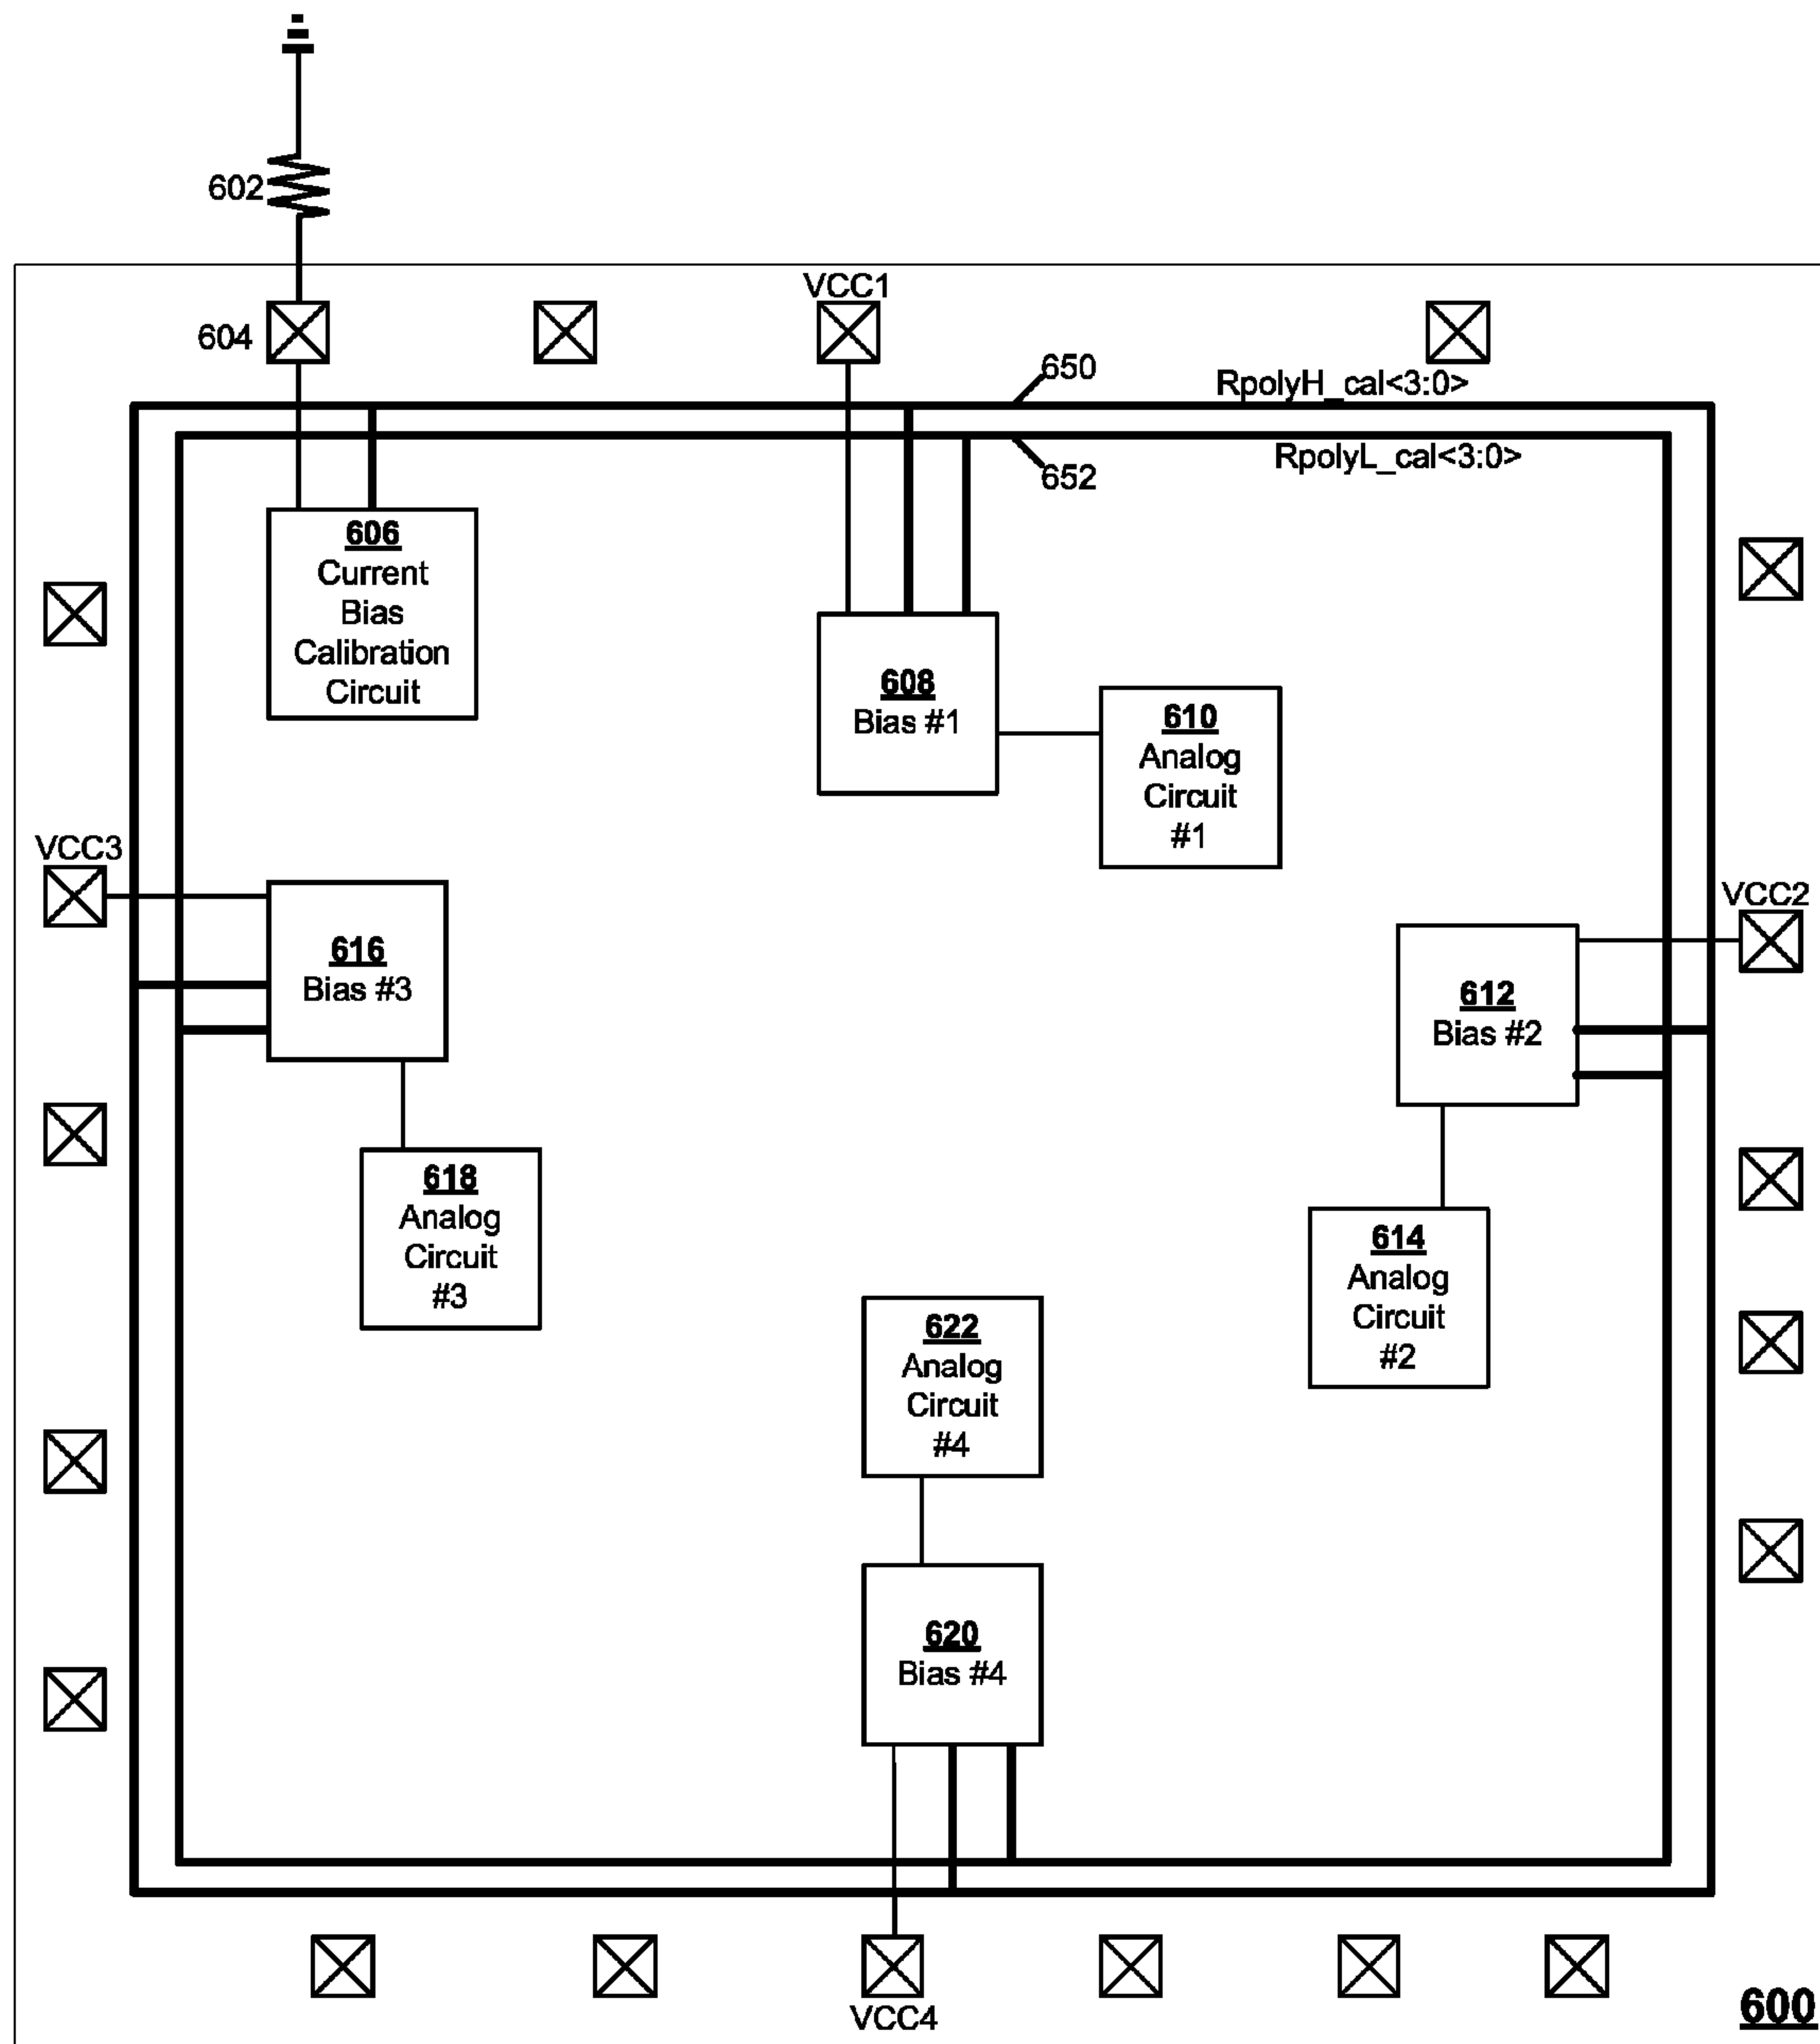 602
604
VCC1
650
RpolyH_cal<3:0>
RpolyL_cal<3:0>
652
606
Current
Bias
Calibration
Circuit
608
Bias #1
610
Analog
Circuit
#1
VCC3
616
Bias #3
VCC2
612
Bias #2
618
Analog
Circuit
#3
614
Analog
Circuit
#2
622
Analog
Circuit
#4
620
Bias #4
VCC4
600